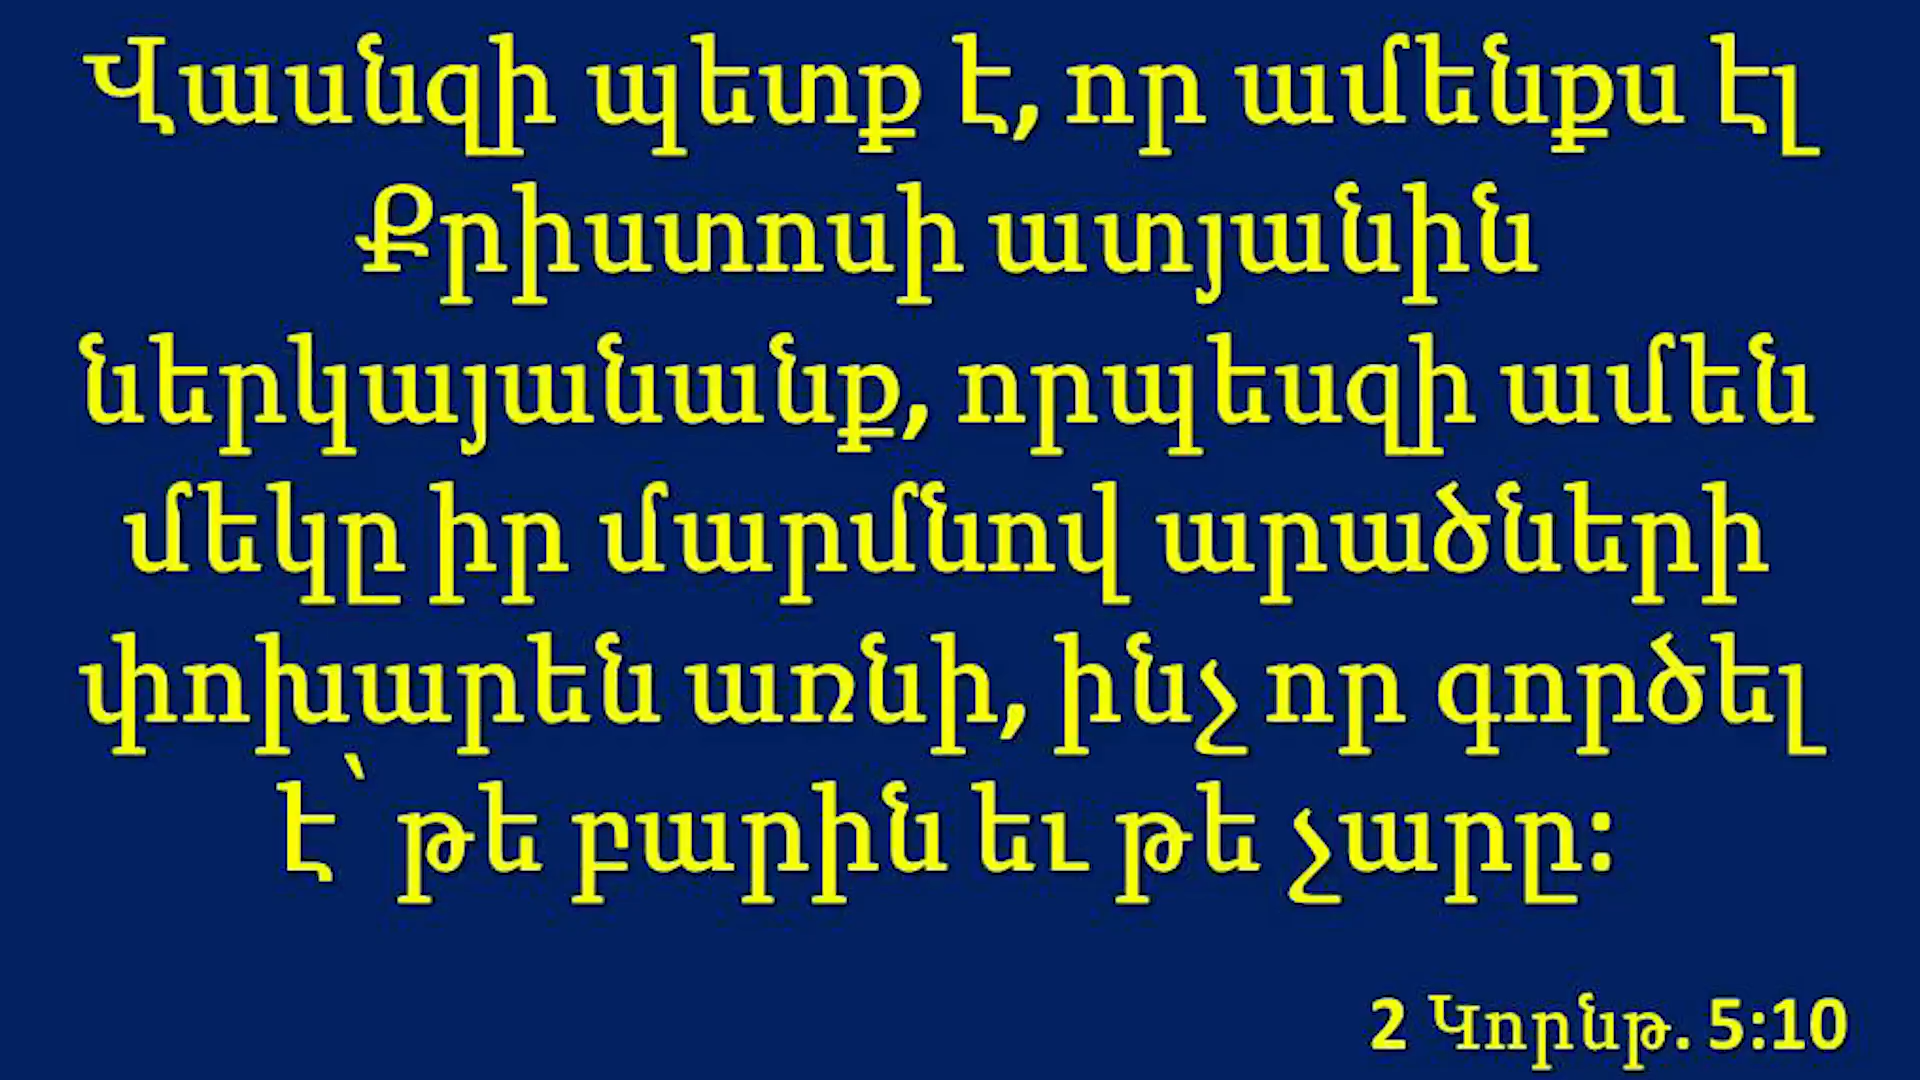 Վասնզի պետք է, որ ամենքս էլ
Քրիստոսի ատյանին
ներկայանանք, որպեսզի ամեն
մեկը իր մարմնով արածների
փոխարեն առնի, ինչ որ գործել
է՝ թե բարին եւ թե չարը:
2 Կորնթ. 5:10